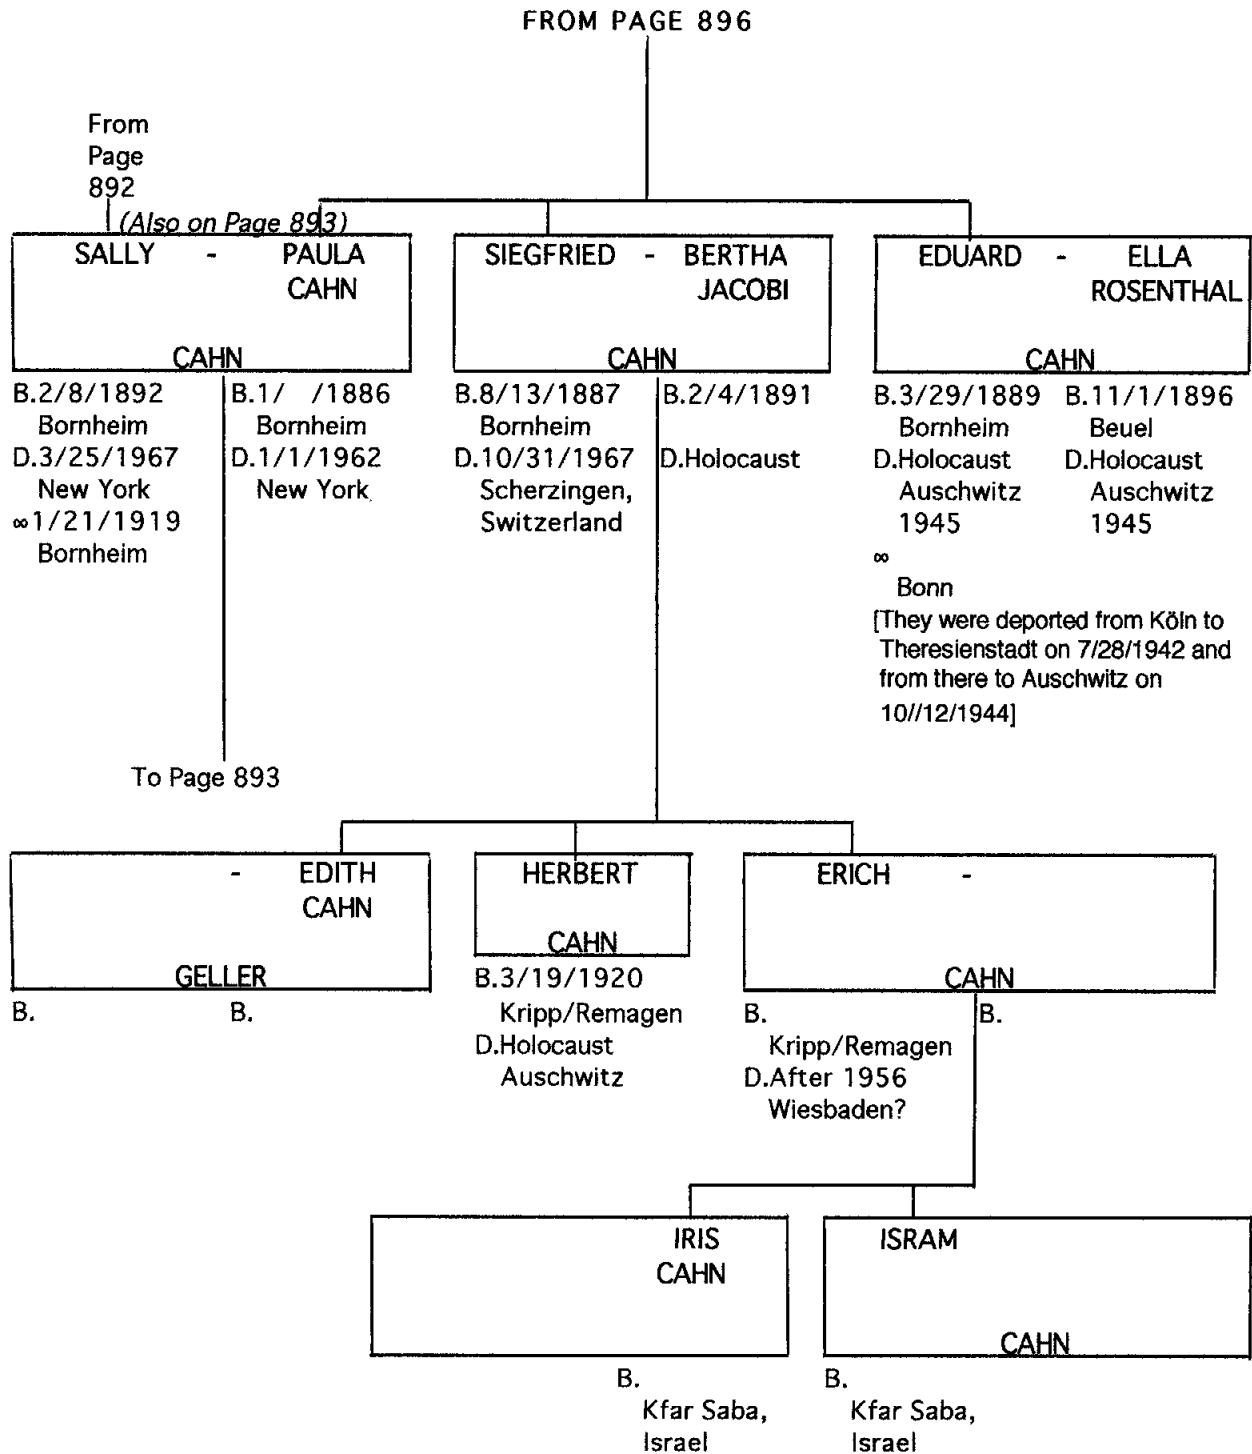 FROM PAGE 896
From
Page
892
(Also on Page 893)
SALLY - PAULA
CAHN
CAHN
B.2/8/1892 B.1/ /1886
Bornheim Bornheim
D.3/25/1967 D.1/1/1962
New York New York
∞1/21/1919
Bornheim
To Page 893
SIEGFRIED - BERTHA
JACOBI
CAHN
B.8/13/1887 B.2/4/1891
Bornheim
D.10/31/1967 D.Holocaust
Scherzingen,
Switzerland
EDUARD - ELLA
ROSENTHAL
CAHN
B.3/29/1889 B.11/1/1896
Bornheim Beuel
D.Holocaust D.Holocaust
Auschwitz Auschwitz
1945 1945
∞
Bonn
[They were deported from Köln to
Theresienstadt on 7/28/1942 and
from there to Auschwitz on
10//12/1944]
- EDITH
CAHN
GELLER
B. B.
HERBERT
CAHN
B.3/19/1920
Kripp/Remagen
D.Holocaust
Auschwitz
ERICH -
CAHN
B. B.
Kripp/Remagen
D.After 1956
Wiesbaden?
IRIS
CAHN
B.
Kfar Saba,
Israel
ISRAM
CAHN
B.
Kfar Saba,
Israel